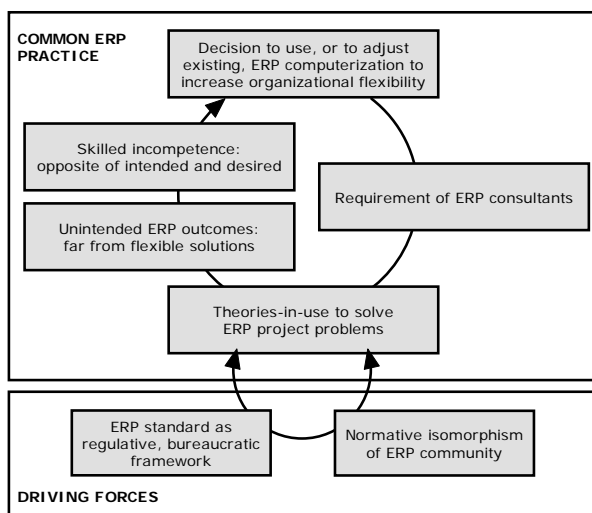 COMMON ERP
PRACTICE
Decision to use, or to adjust
existing, ERP computerization to
increase organizational flexibility
Skilled incompetence:
opposite of intended and desired
Requirement of ERP consultants
Unintended ERP outcomes:
far from flexible solutions
Theories-in-use to solve
ERP project problems
ERP standard as
regulative, bureaucratic
framework
Normative isomorphism
of ERP community
DRIVING FORCES